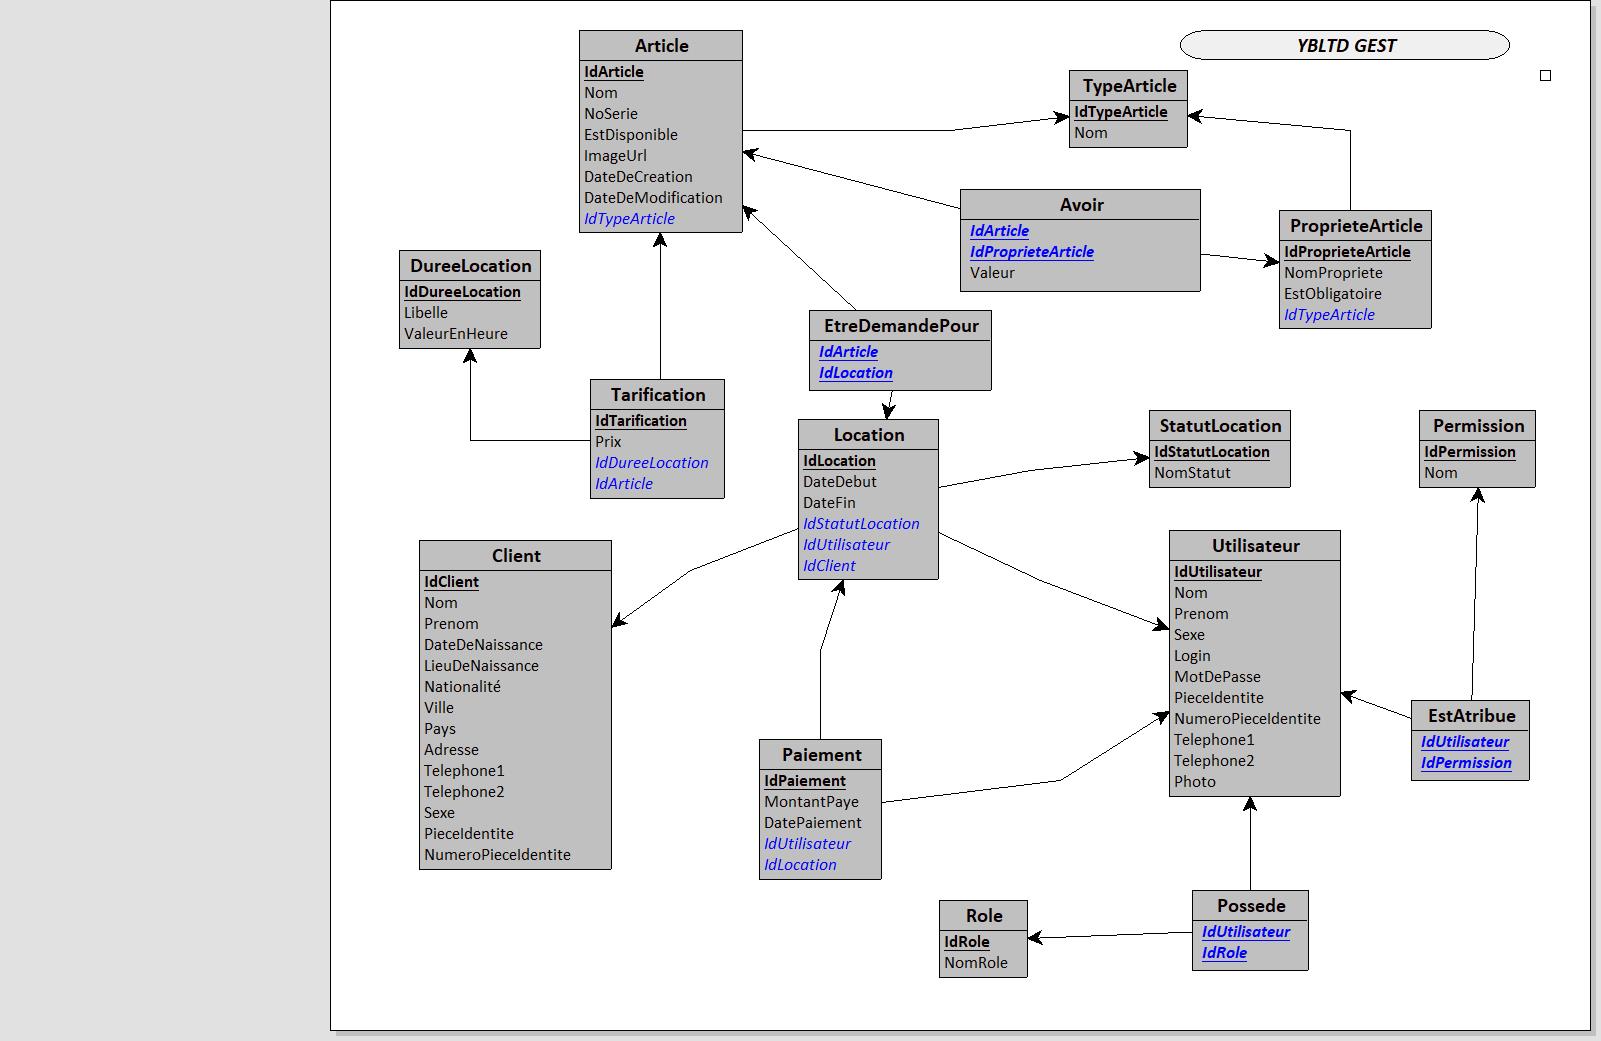 YBLTD GEST
Article
IdArticle
Nom
NoSerie
EstDisponible
ImageUrl
DateDeCreation
DateDeModification
IdTypeArticle
TypeArticle
IdTypeArticle
Nom
Avoir
IdArticle
IdProprieteArticle
Valeur
ProprieteArticle
IdProprieteArticle
NomPropriete
EstObligatoire
IdTypeArticle
DureeLocation
IdDureeLocation
Libelle
ValeurEnHeure
EtreDemandePour
IdArticle
IdLocation
Tarification
IdTarification
Prix
IdDureeLocation
IdArticle
Location
IdLocation
DateDebut
DateFin
IdStatutLocation
IdUtilisateur
IdClient
StatutLocation
IdStatutLocation
NomStatut
Permission
IdPermission
Nom
Client
IdClient
Nom
Prenom
DateDeNaissance
LieuDeNaissance
Nationalité
Ville
Pays
Adresse
Telephone1
Telephone2
Sexe
PieceIdentite
NumeroPieceIdentite
Utilisateur
IdUtilisateur
Nom
Prenom
Sexe
Login
MotDePasse
PieceIdentite
NumeroPieceIdentite
Telephone1
Telephone2
Photo
EstAtribue
IdUtilisateur
IdPermission
Paiement
IdPaiement
MontantPaye
DatePaiement
IdUtilisateur
IdLocation
Role
IdRole
NomRole
Possede
IdUtilisateur
IdRole